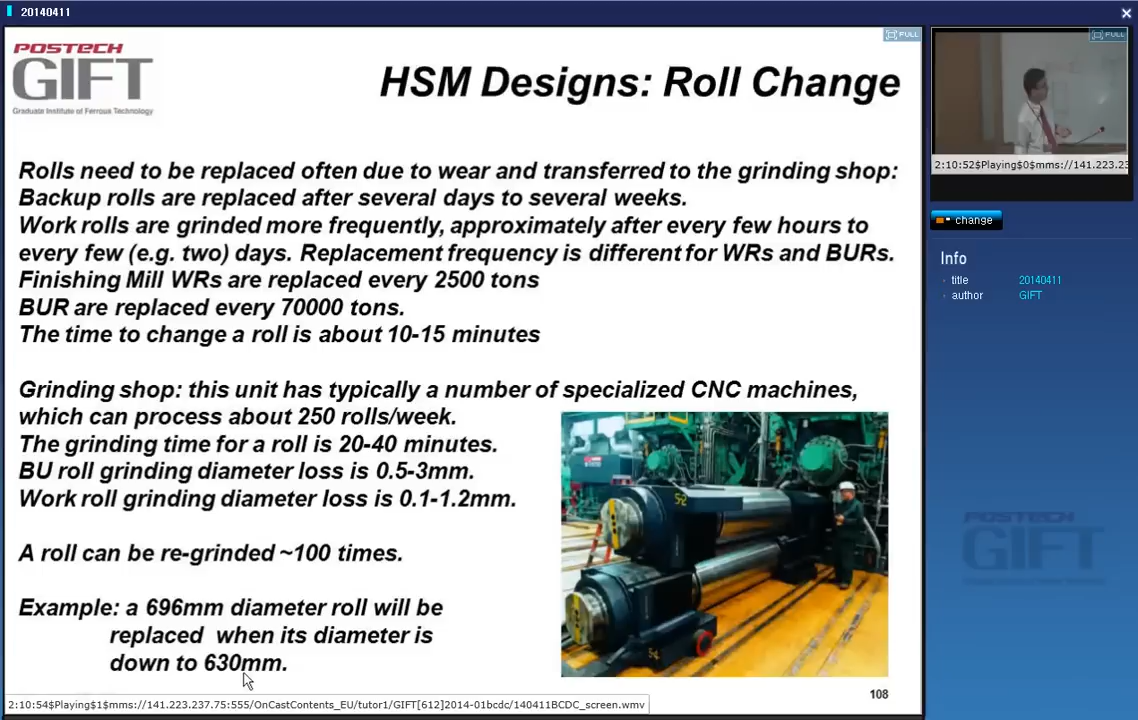 20140411
POSTECH
GIFT
Graduate Institute of Ferrous Technology
FULL
HSM Designs: Roll Change
Rolls need to be replaced often due to wear and transferred to the grinding shop:
Backup rolls are replaced after several days to several weeks.
Work rolls are grinded more frequently, approximately after every few hours to
every few (e.g. two) days. Replacement frequency is different for WRs and BURs.
Finishing Mill WRs are replaced every 2500 tons
BUR are replaced every 70000 tons.
The time to change a roll is about 10-15 minutes
Grinding shop: this unit has typically a number of specialized CNC machines,
which can process about 250 rolls/week.
The grinding time for a roll is 20-40 minutes.
BU roll grinding diameter loss is 0.5-3mm.
Work roll grinding diameter loss is 0.1-1.2mm.
A roll can be re-grinded ~100 times.
Example: a 696mm diameter roll will be
replaced when its diameter is
down to 630mm.
108
2:10:54$Playing$1$mms://141.223.237.75:555/OnCastContents_EU/tutor1/GIFT[612]2014-01bcdc/140411BCDC_screen.wmv
FULL
2:10:52$Playing$0$mms://141.223.23
change
Info
title 20140411
author GIFT
POSTECH
GIFT